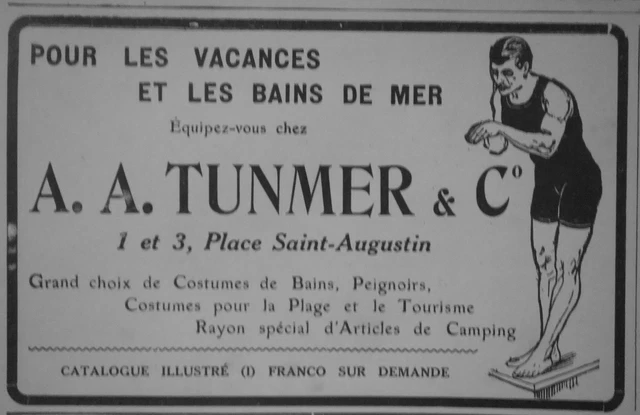 POUR LES VACANCES
ET LES BAINS DE MER
Équipez-vous chez
A. A. TUNMER & Cº
1 et 3, Place Saint-Augustin
Grand choix de Costumes de Bains, Peignoirs,
Costumes pour la Plage et le Tourisme
Rayon spécial d'Articles de Camping
CATALOGUE ILLUSTRÉ (I) FRANCO SUR DEMANDE